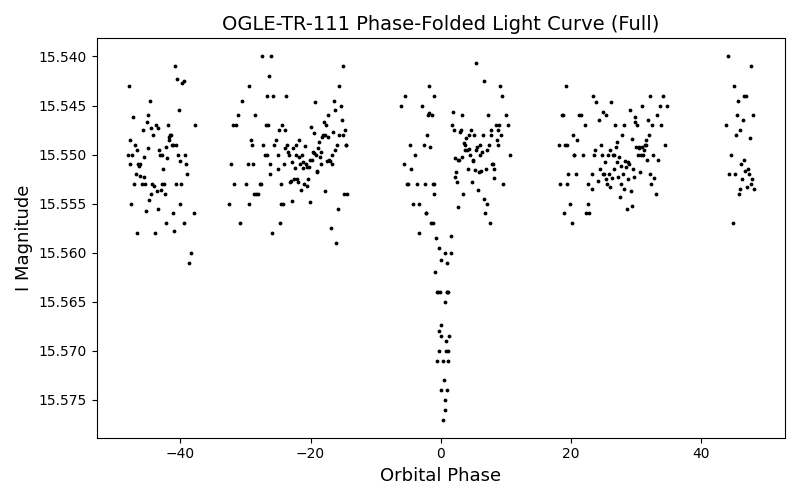 OGLE-TR-111 Phase-Folded Light Curve (Full)
15.540
15.545
15.550
15.555
15.560
15.565
15.570
15.575
I Magnitude
−40 −20 0 20 40
Orbital Phase